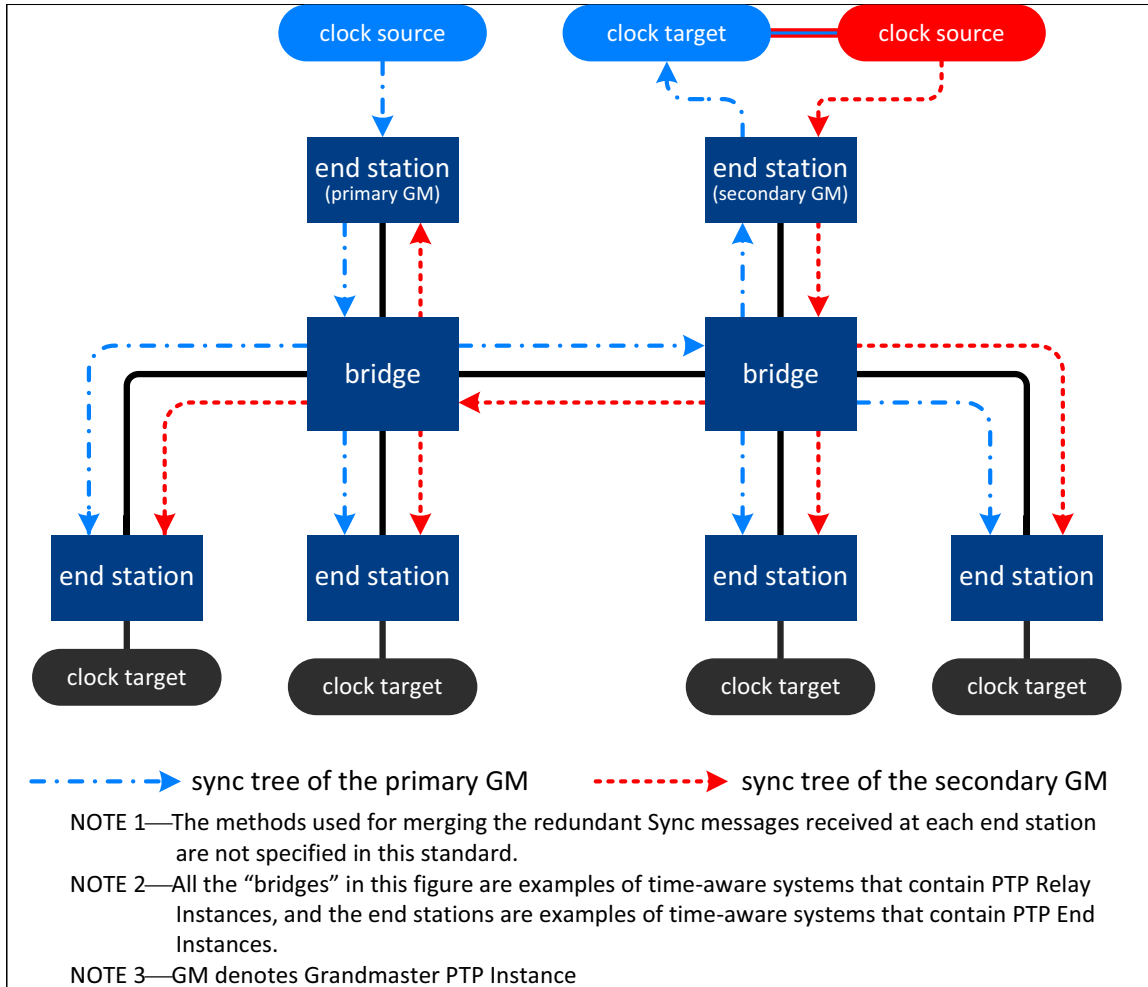 clock source
clock target
clock source
end station
(primary GM)
end station
(secondary GM)
bridge
bridge
end station
end station
end station
end station
clock target
clock target
clock target
clock target
sync tree of the primary GM
sync tree of the secondary GM
NOTE 1—The methods used for merging the redundant Sync messages received at each end station
are not specified in this standard.
NOTE 2—All the “bridges” in this figure are examples of time-aware systems that contain PTP Relay
Instances, and the end stations are examples of time-aware systems that contain PTP End
Instances.
NOTE 3—GM denotes Grandmaster PTP Instance